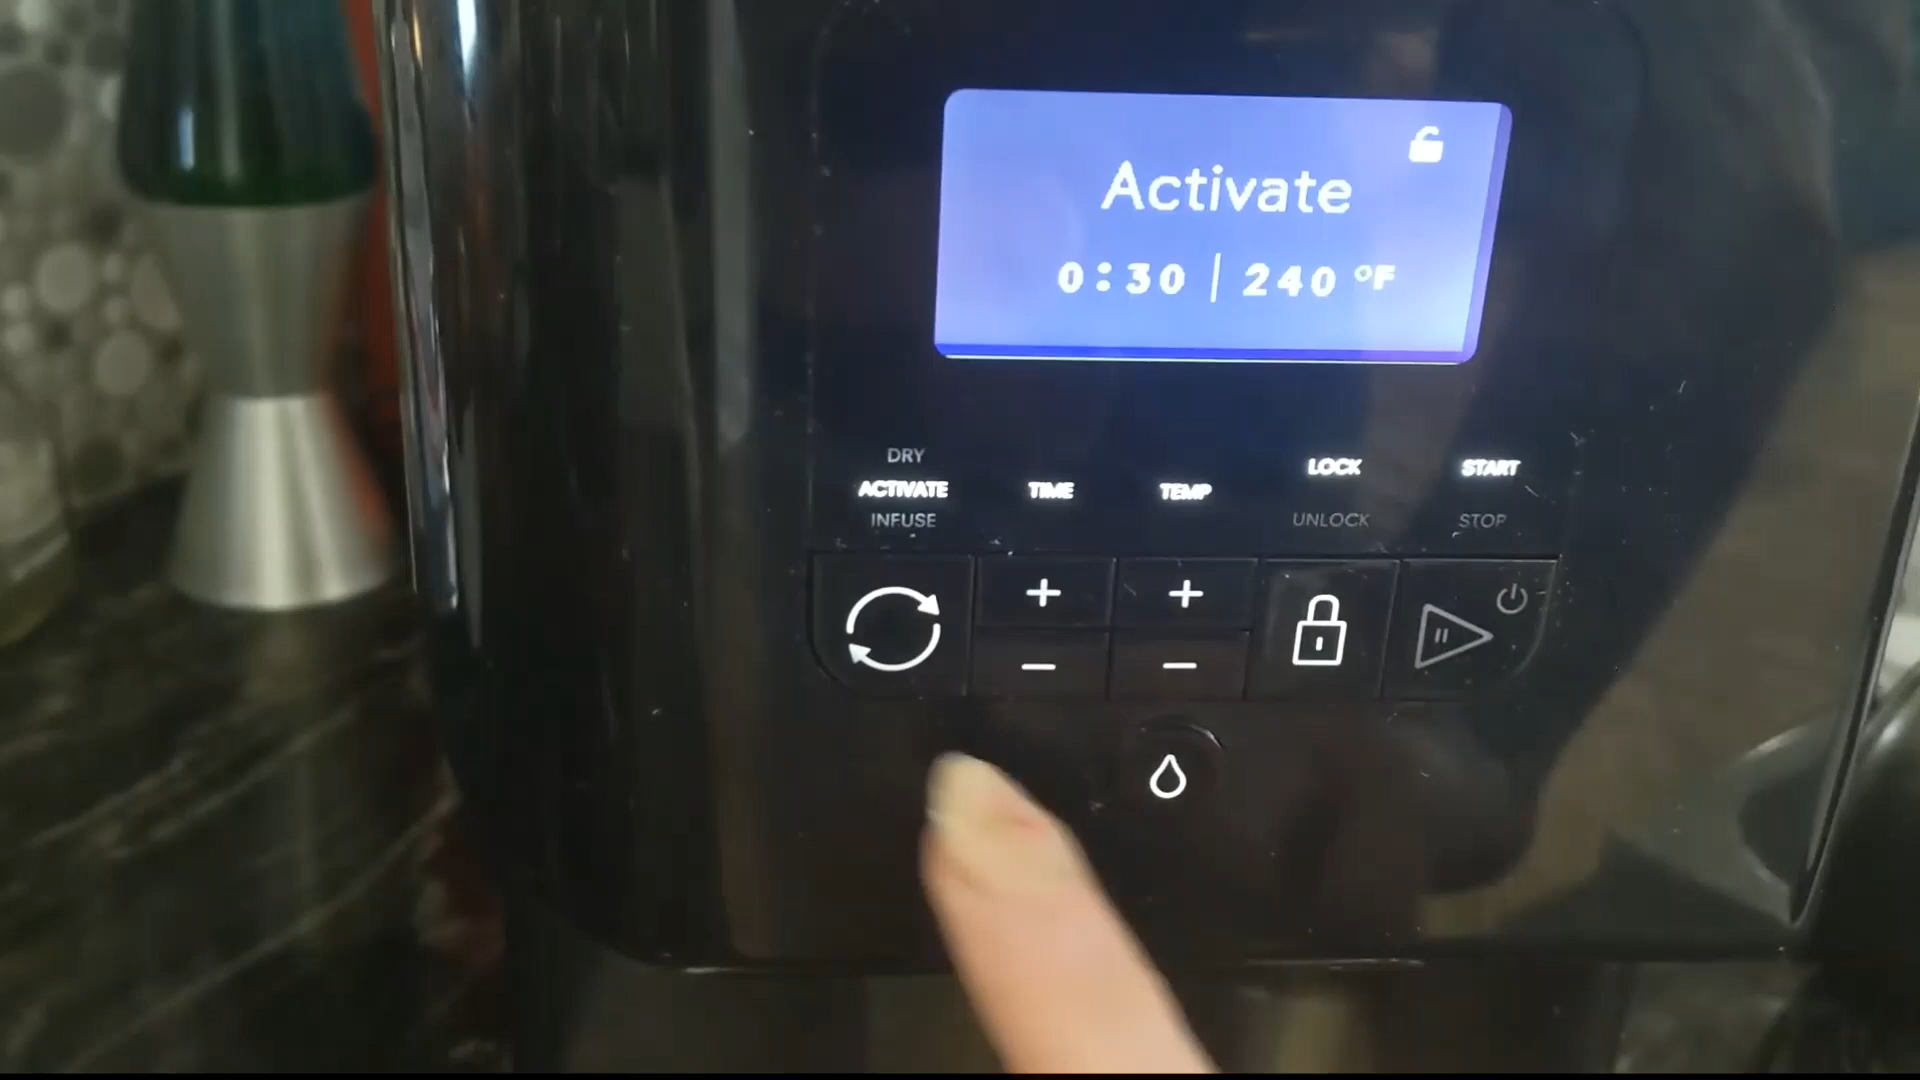 Activate
0:30 | 240 °F
DRY
ACTIVATE
INFUSE
TIME
TEMP
LOCK
UNLOCK
START
STOP